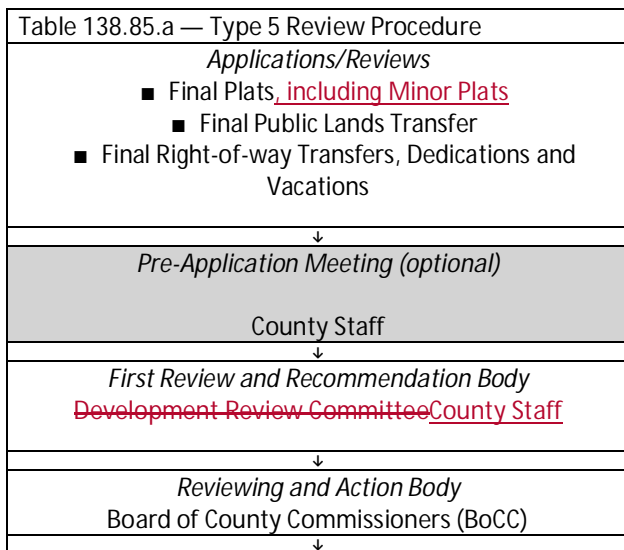 Table 138.85.a — Type 5 Review Procedure
Applications/Reviews
■ Final Plats, including Minor Plats
■ Final Public Lands Transfer
■ Final Right-of-way Transfers, Dedications and
Vacations
↓
Pre-Application Meeting (optional)
County Staff
↓
First Review and Recommendation Body
Development Review CommitteeCounty Staff
↓
Reviewing and Action Body
Board of County Commissioners (BoCC)
↓